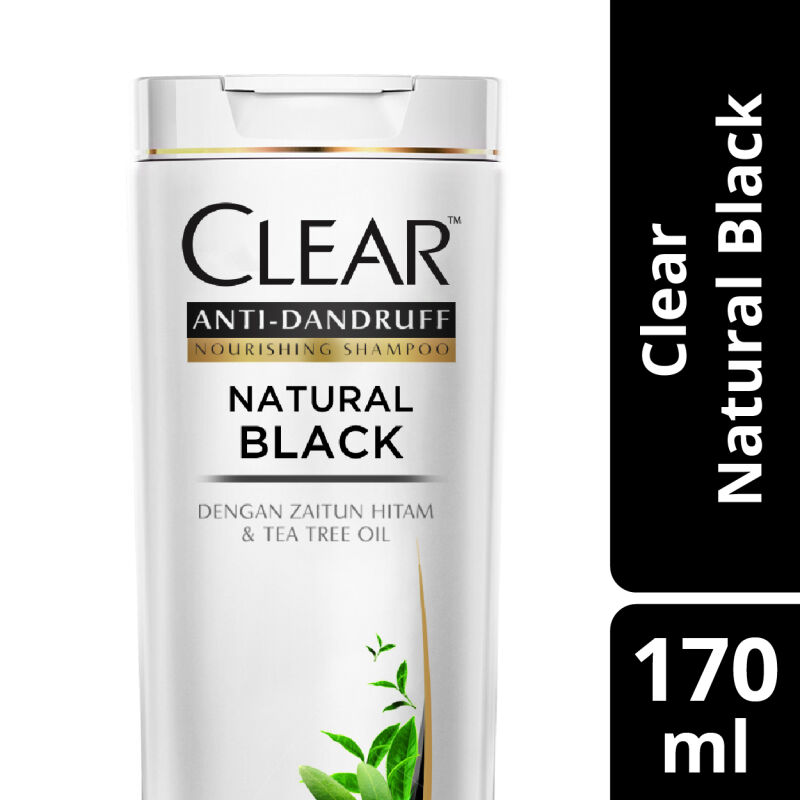 CLEAR™
ANTI-DANDRUFF
NOURISHING SHAMPOO
NATURAL
BLACK
DENGAN ZAITUN HITAM
& TEA TREE OIL
Clear
Natural Black
170
ml